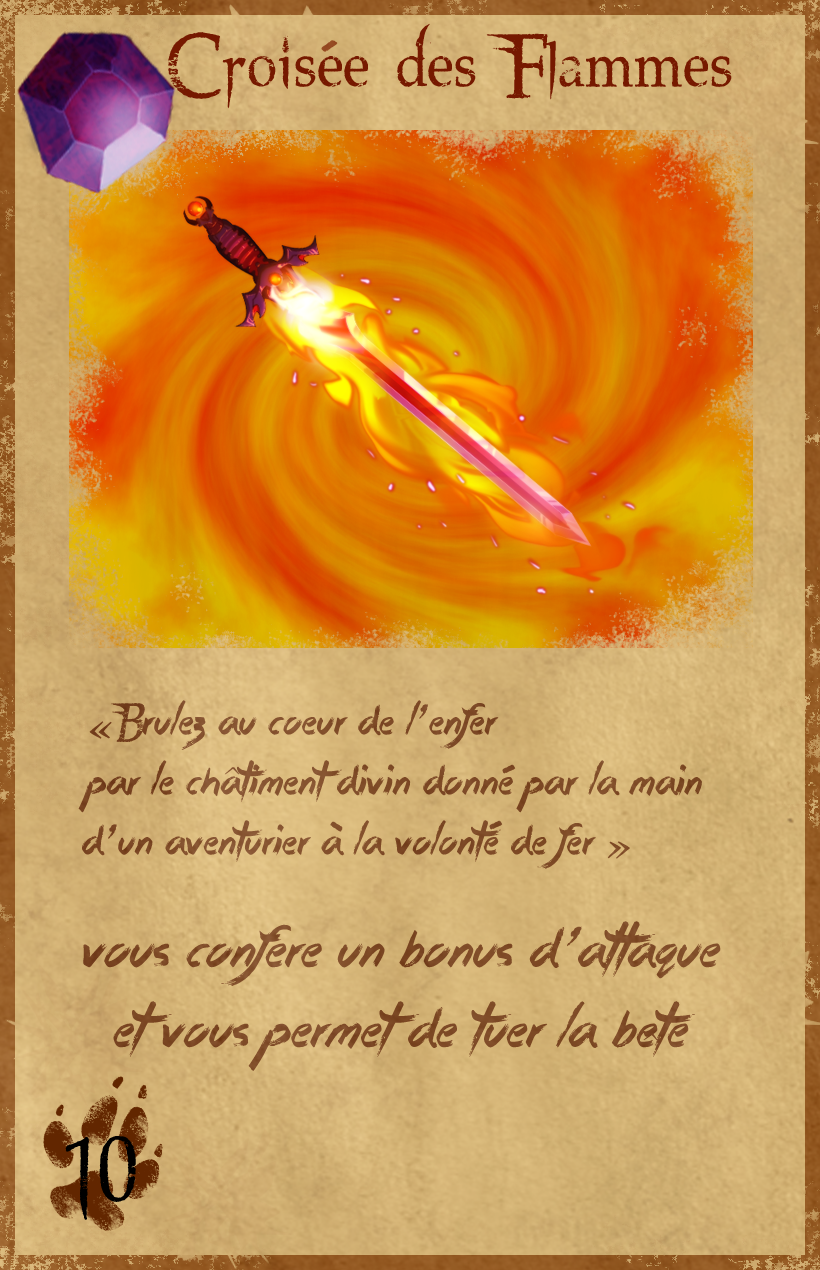 Croisée des Flammes
«Brulez au coeur de l'enfer
par le châtiment divin donné par la main
d'un aventurier à la volonté de fer »
vous confere un bonus d'attaque
et vous permet de tuer la bete
10